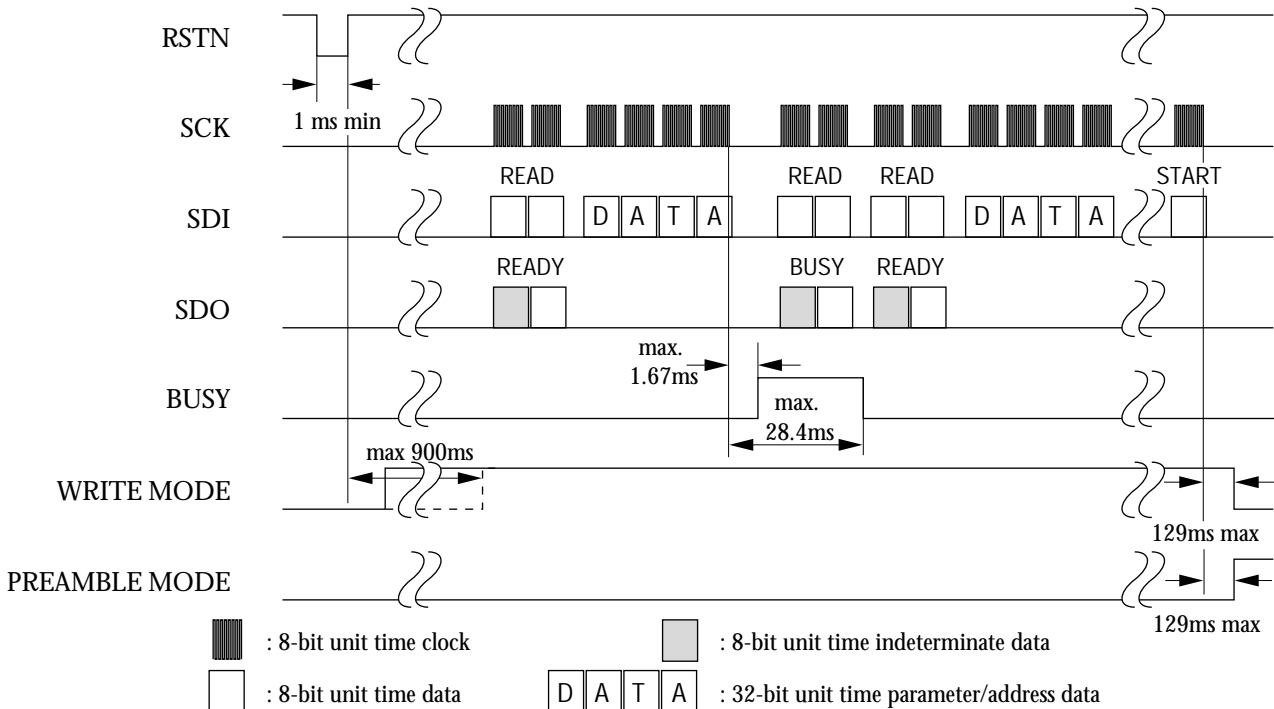 RSTN
1 ms min
SCK
READ READ READ START
SDI
D A T A D A T A
READY BUSY READY
SDO
max.
1.67ms
BUSY
max.
28.4ms
max 900ms
WRITE MODE
129ms max
PREAMBLE MODE
129ms max
: 8-bit unit time clock : 8-bit unit time indeterminate data
: 8-bit unit time data D A T A : 32-bit unit time parameter/address data